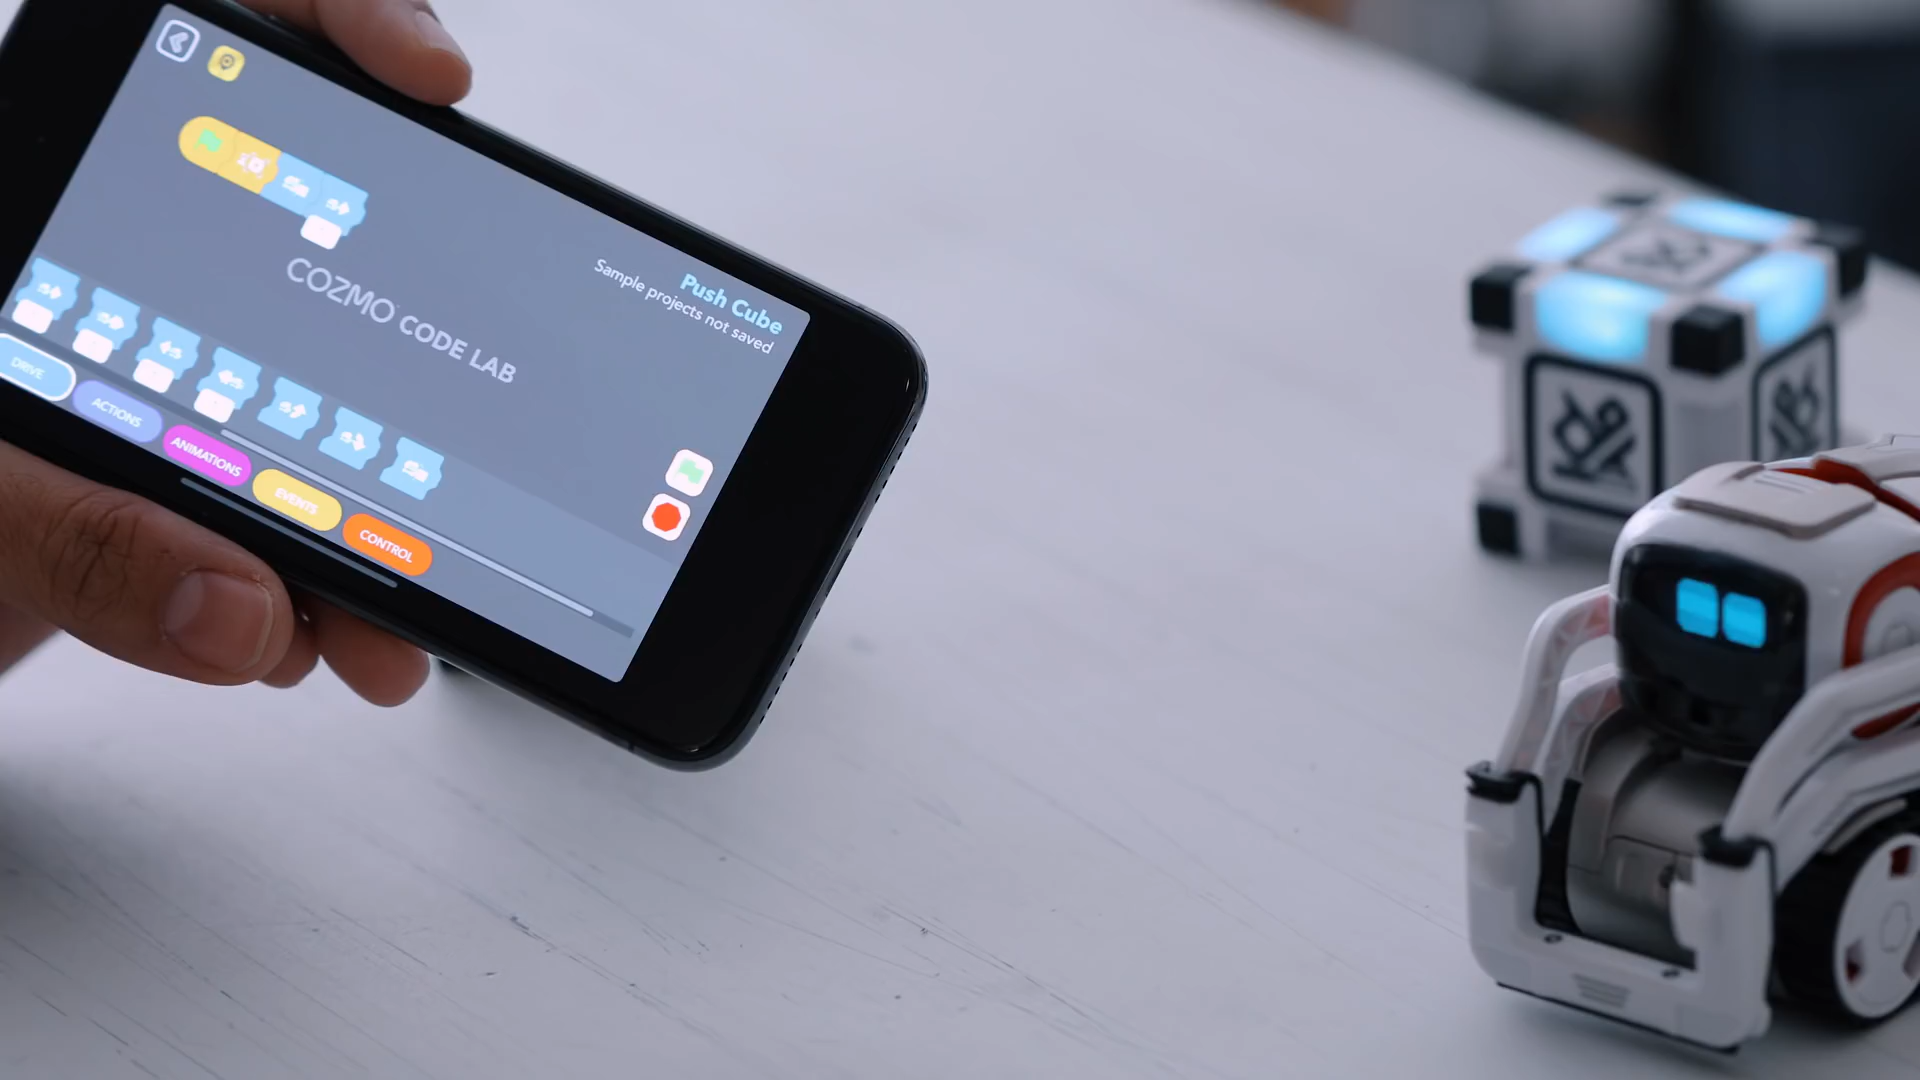 Push Cube
Sample projects not saved
COZMO CODE LAB
DRIVE
ACTIONS
ANIMATIONS
EVENTS
CONTROL